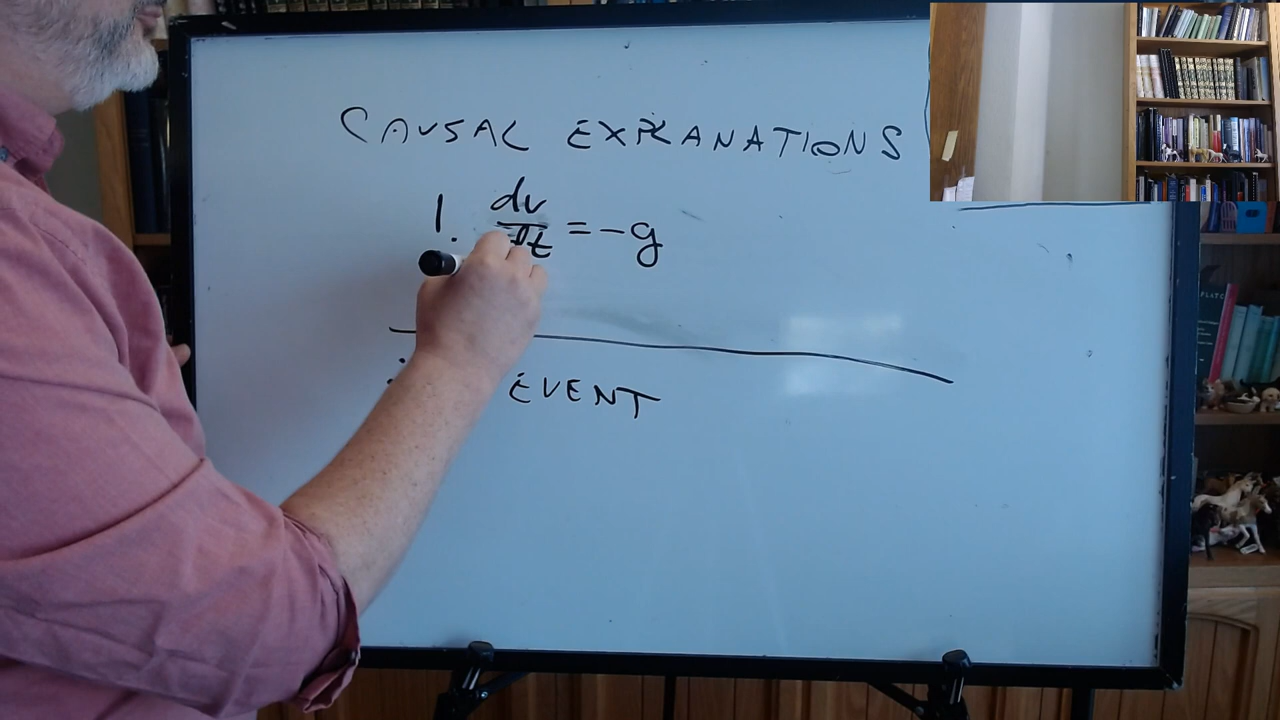 CAUSAL EXPLANATIONS
1. dv/dt = -g
∴ EVENT